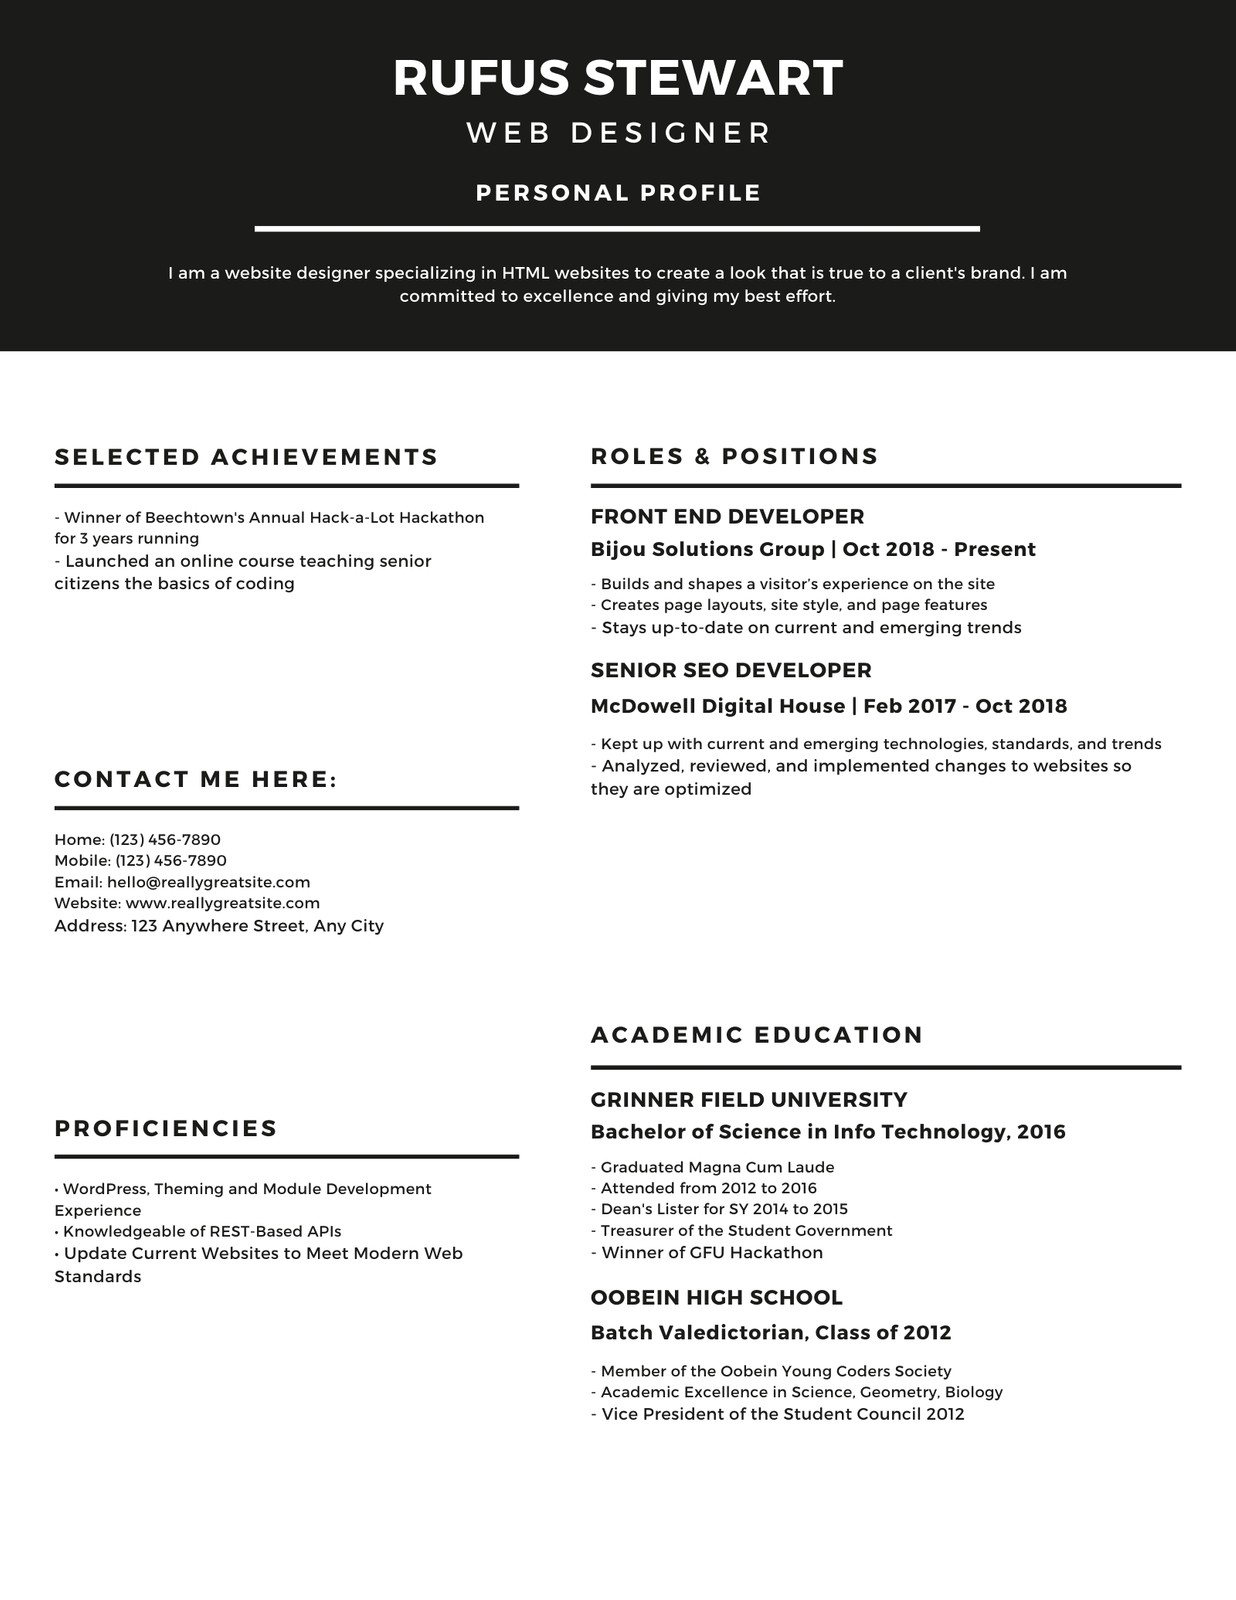 RUFUS STEWART
WEB DESIGNER
PERSONAL PROFILE
I am a website designer specializing in HTML websites to create a look that is true to a client's brand. I am
committed to excellence and giving my best effort.
SELECTED ACHIEVEMENTS
- Winner of Beechtown's Annual Hack-a-Lot Hackathon
for 3 years running
- Launched an online course teaching senior
citizens the basics of coding
CONTACT ME HERE:
Home: (123) 456-7890
Mobile: (123) 456-7890
Email: hello@reallygreatsite.com
Website: www.reallygreatsite.com
Address: 123 Anywhere Street, Any City
PROFICIENCIES
• WordPress, Theming and Module Development
Experience
• Knowledgeable of REST-Based APIs
• Update Current Websites to Meet Modern Web
Standards
ROLES & POSITIONS
FRONT END DEVELOPER
Bijou Solutions Group | Oct 2018 - Present
- Builds and shapes a visitor’s experience on the site
- Creates page layouts, site style, and page features
- Stays up-to-date on current and emerging trends
SENIOR SEO DEVELOPER
McDowell Digital House | Feb 2017 - Oct 2018
- Kept up with current and emerging technologies, standards, and trends
- Analyzed, reviewed, and implemented changes to websites so
they are optimized
ACADEMIC EDUCATION
GRINNER FIELD UNIVERSITY
Bachelor of Science in Info Technology, 2016
- Graduated Magna Cum Laude
- Attended from 2012 to 2016
- Dean's Lister for SY 2014 to 2015
- Treasurer of the Student Government
- Winner of GFU Hackathon
OOBEIN HIGH SCHOOL
Batch Valedictorian, Class of 2012
- Member of the Oobein Young Coders Society
- Academic Excellence in Science, Geometry, Biology
- Vice President of the Student Council 2012